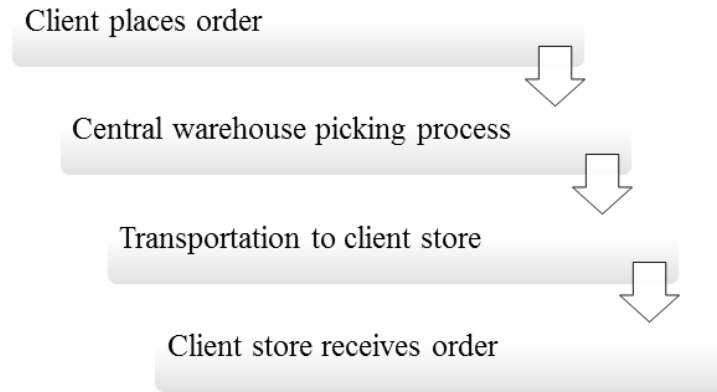 Client places order
Central warehouse picking process
Transportation to client store
Client store receives order